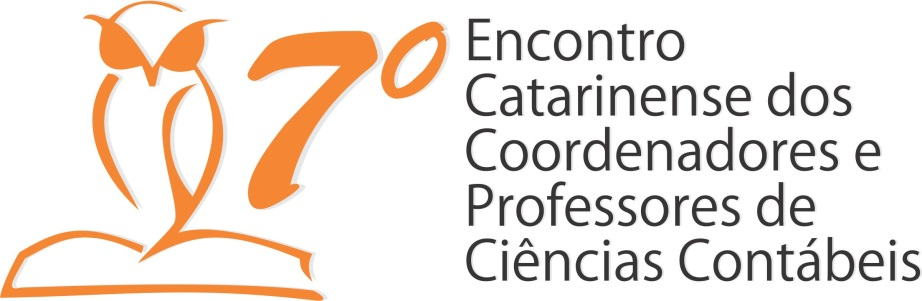 7º
Encontro
Catarinense dos
Coordenadores e
Professores de
Ciências Contábeis